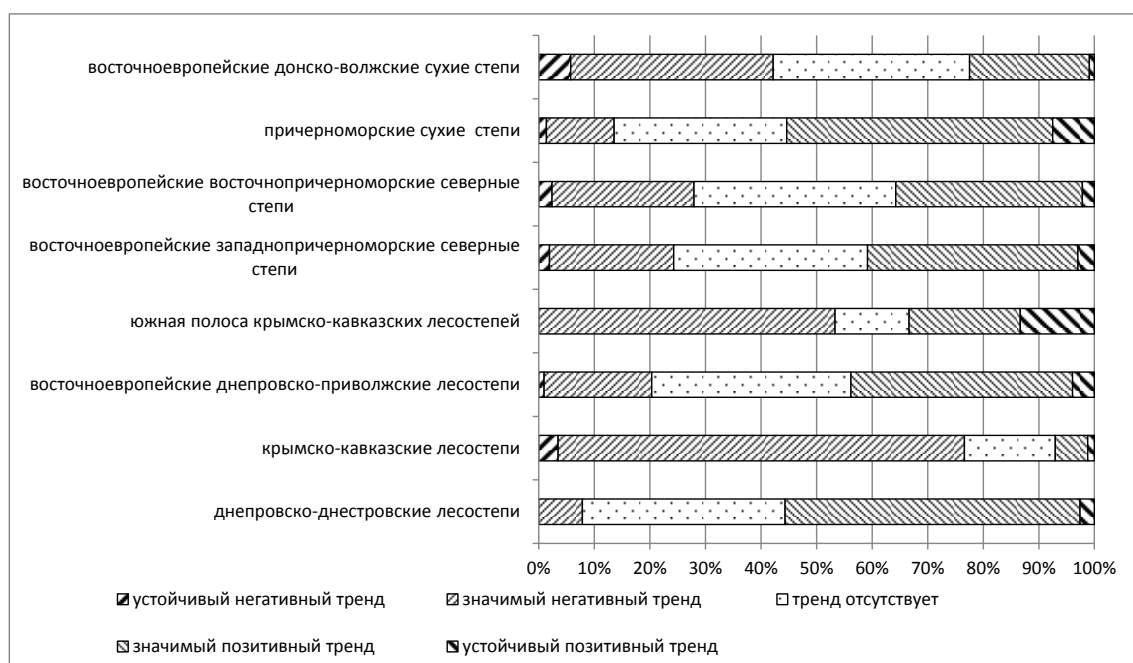 восточноевропейские донско-волжские сухие степи
причерноморские сухие степи
восточноевропейские восточнопричерноморские северные
степи
восточноевропейские западнопричерноморские северные
степи
южная полоса крымско-кавказских лесостепей
восточноевропейские днепровско-приволжские лесостепи
крымско-кавказские лесостепи
днепровско-днестровские лесостепи
0% 10% 20% 30% 40% 50% 60% 70% 80% 90% 100%
устойчивый негативный тренд значимый негативный тренд тренд отсутствует
значимый позитивный тренд устойчивый позитивный тренд